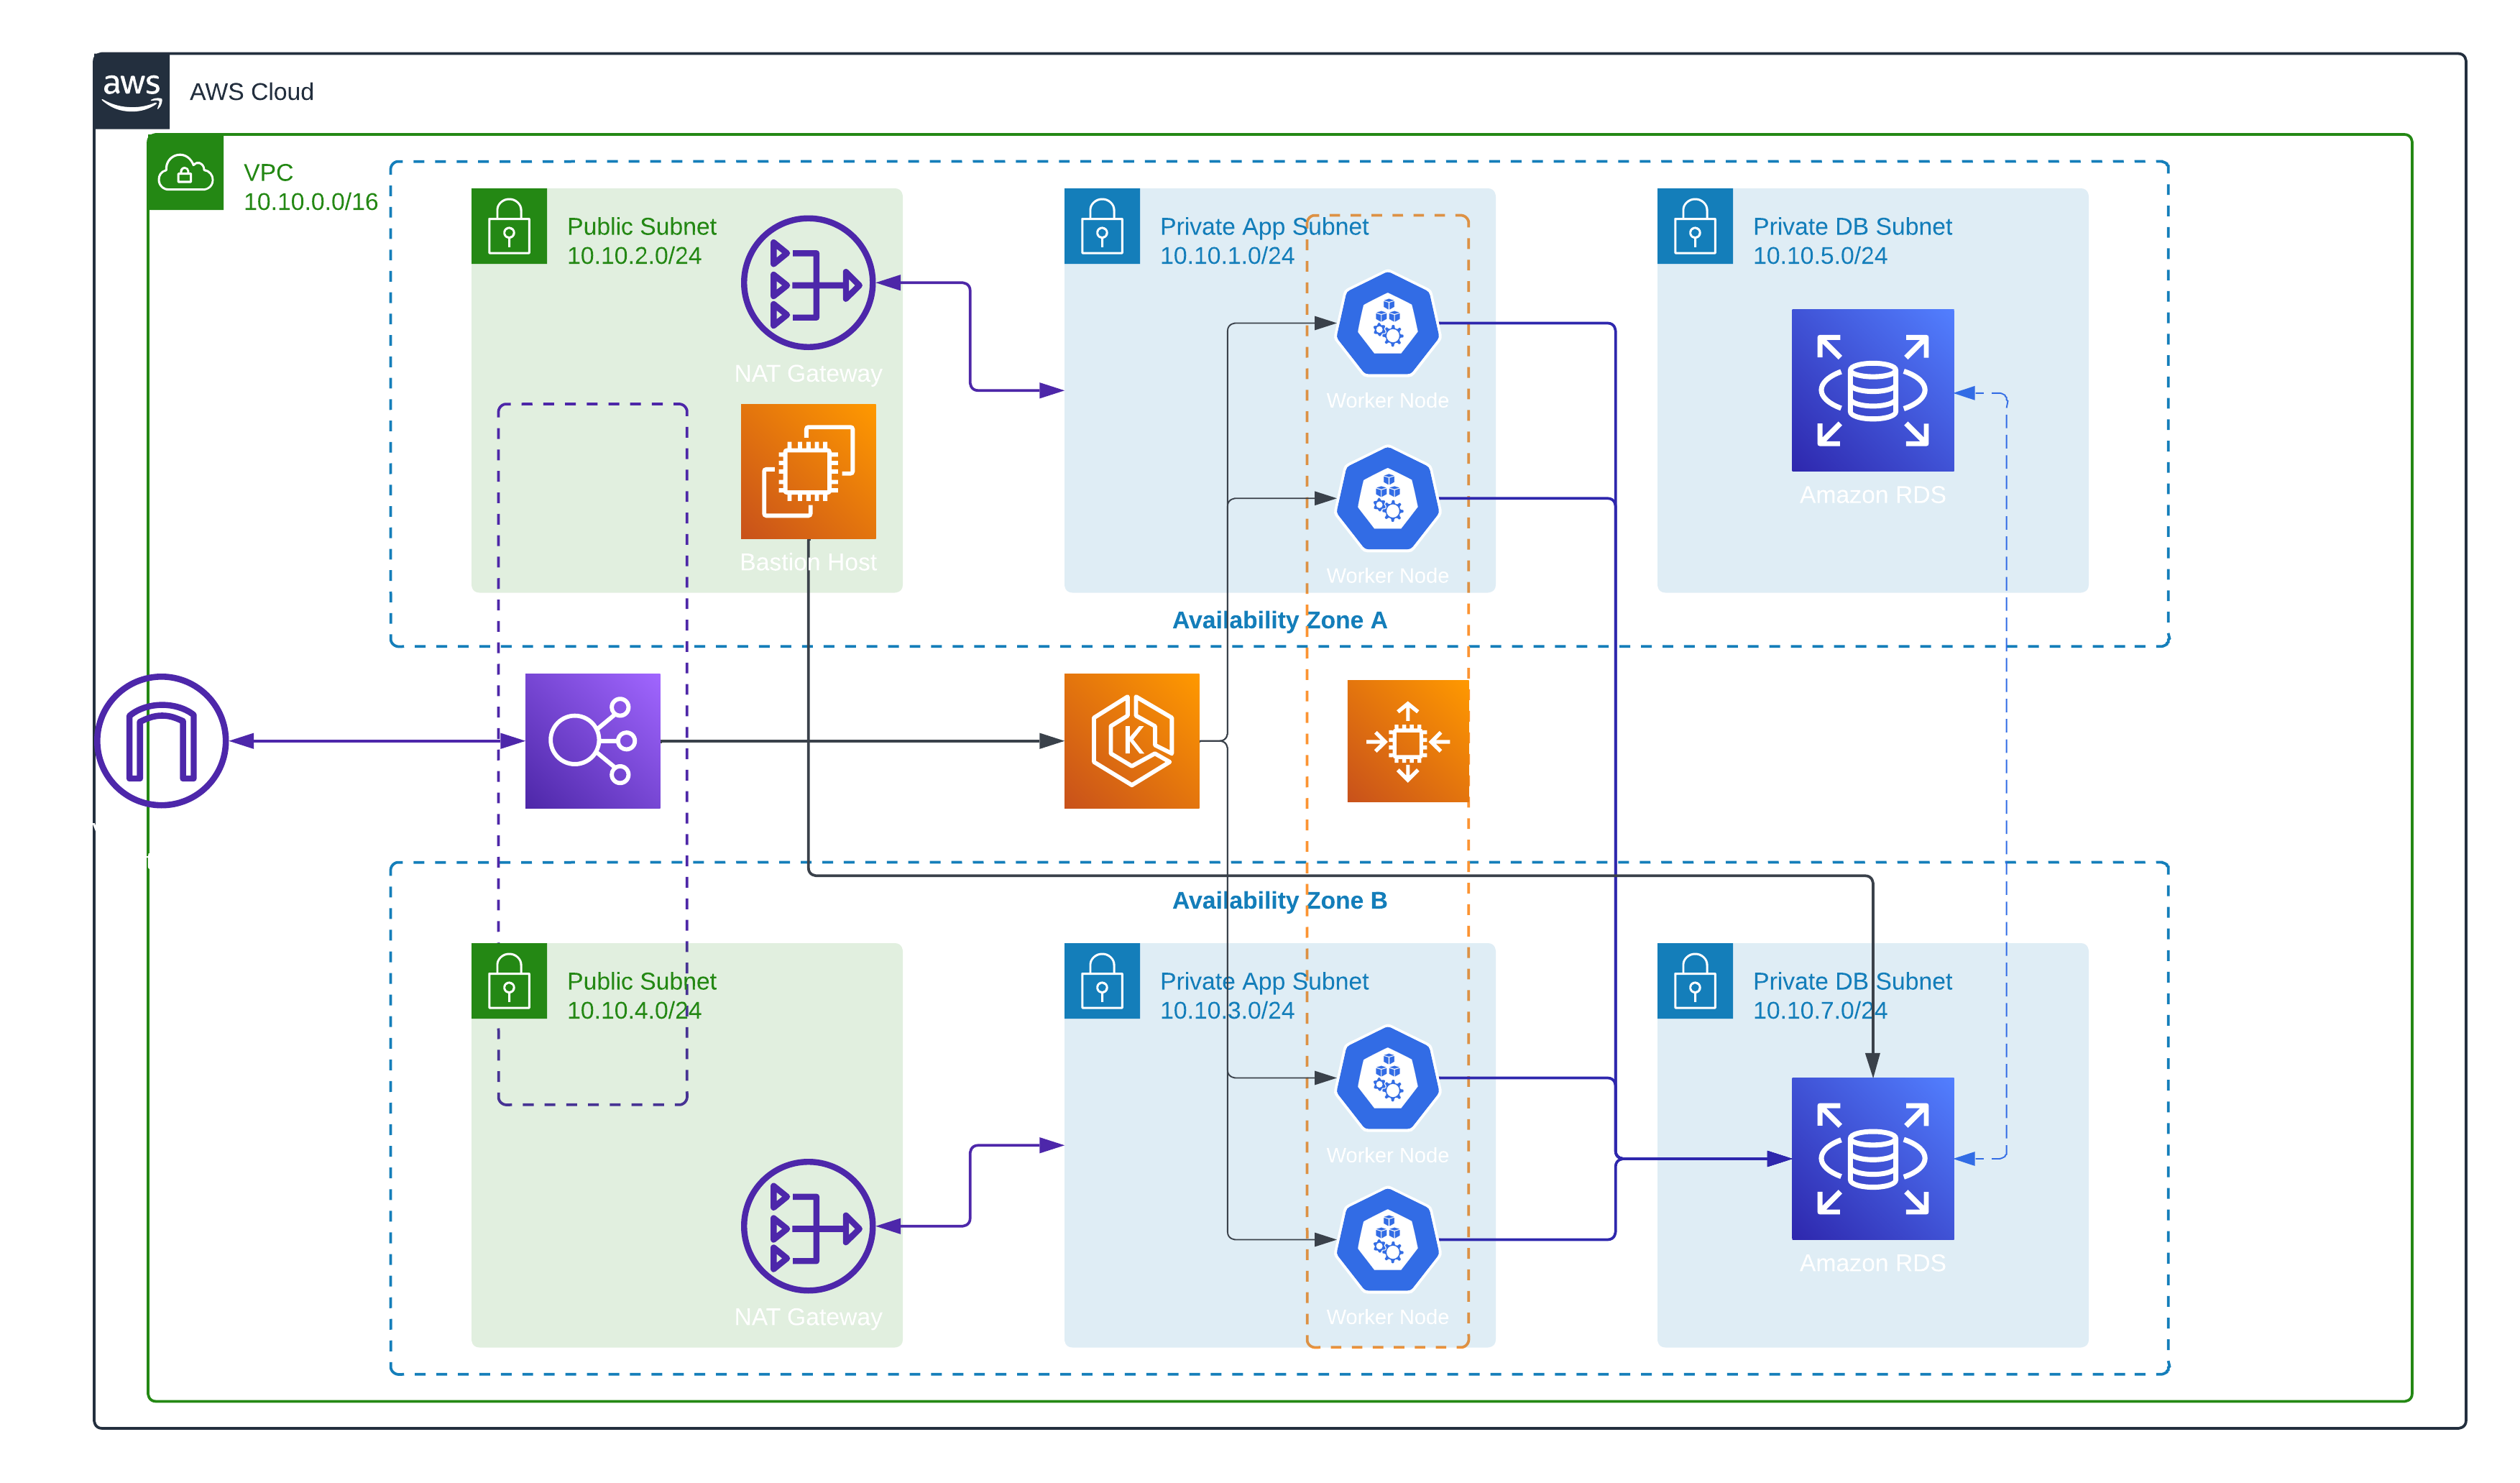 aws
AWS Cloud
VPC
10.10.0.0/16
Public Subnet
10.10.2.0/24
NAT Gateway
Bastion Host
Private App Subnet
10.10.1.0/24
Worker Node
Worker Node
Private DB Subnet
10.10.5.0/24
Amazon RDS
Availability Zone A
K
Availability Zone B
Public Subnet
10.10.4.0/24
NAT Gateway
Private App Subnet
10.10.3.0/24
Worker Node
Worker Node
Private DB Subnet
10.10.7.0/24
Amazon RDS